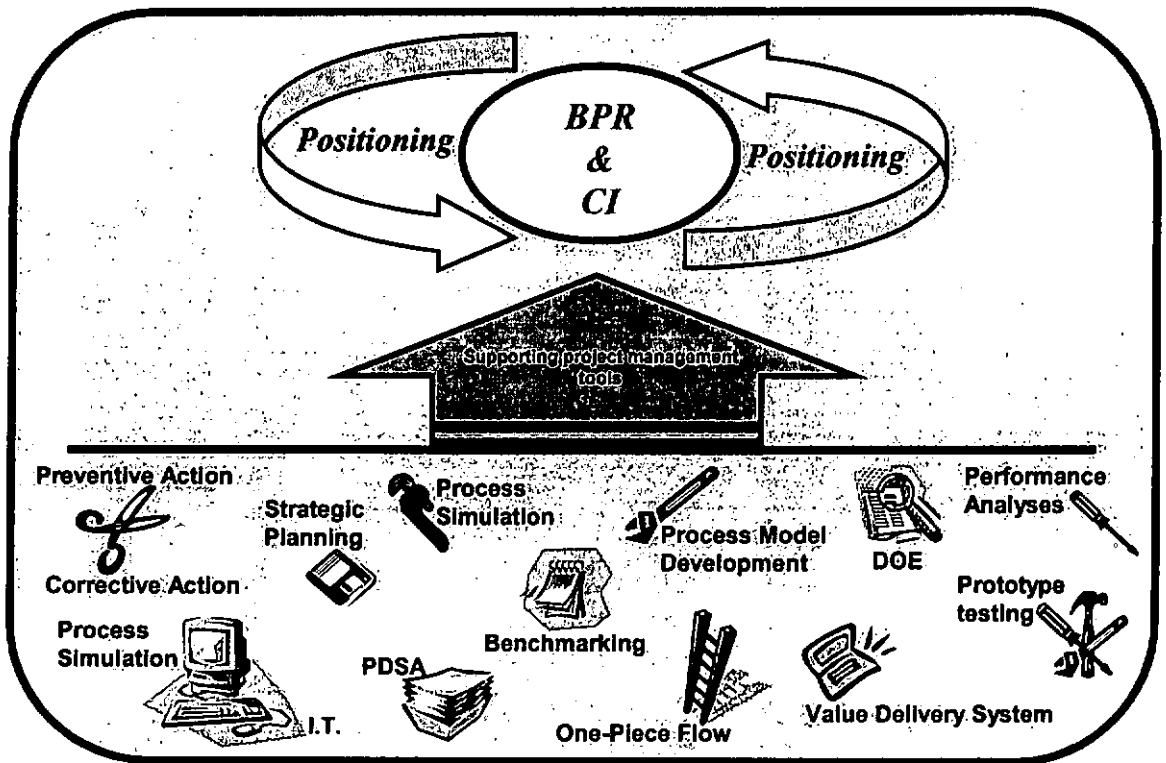 Positioning
BPR
&
CI
Positioning
Supporting project management
tools
Preventive Action
Corrective Action
Strategic
Planning
Process
Simulation
Process Model
Development
DOE
Performance
Analyses
Prototype
testing
Process
Simulation
I.T.
PDSA
Benchmarking
One-Piece Flow
Value Delivery System